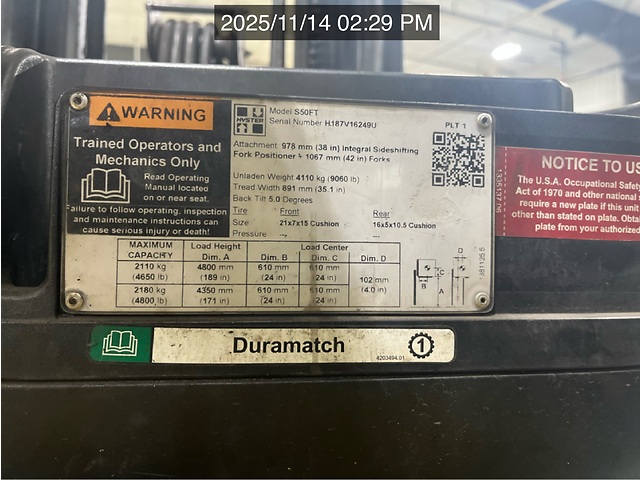 2025/11/14 02:29 PM
WARNING
Trained Operators and
Mechanics Only
Read Operating
Manual located
on or near seat.
Failure to follow operating, inspection
and maintenance instructions can
cause serious injury or death!
HYSTER
Model S50FT
Serial Number H187V16249U
PLT 1
Attachment 978 mm (38 in) Integral Sideshifting
Fork Positioner + 1067 mm (42 in) Forks
Unladen Weight 4110 kg (9060 lb)
Tread Width 891 mm (35.1 in)
Back Tilt 5.0 Degrees
Tire Front Rear
Size 21x7x15 Cushion 16x5x10.5 Cushion
Pressure -- --
MAXIMUM CAPACITY Load Height Dim. A Load Center Dim. B Dim. C Dim. D
2110 kg 4800 mm 610 mm 610 mm
(4650 lb) (189 in) (24 in) (24 in)
102 mm
(4.0 in)
2180 kg 4350 mm 610 mm 610 mm
(4800 lb) (171 in) (24 in) (24 in)
D
C
B
A
NOTICE TO US
The U.S.A. Occupational Safety
Act of 1970 and other national s
require a new plate if this unit
other than stated on plate. Obta
plate from your authorized
Duramatch
4203494.01
1